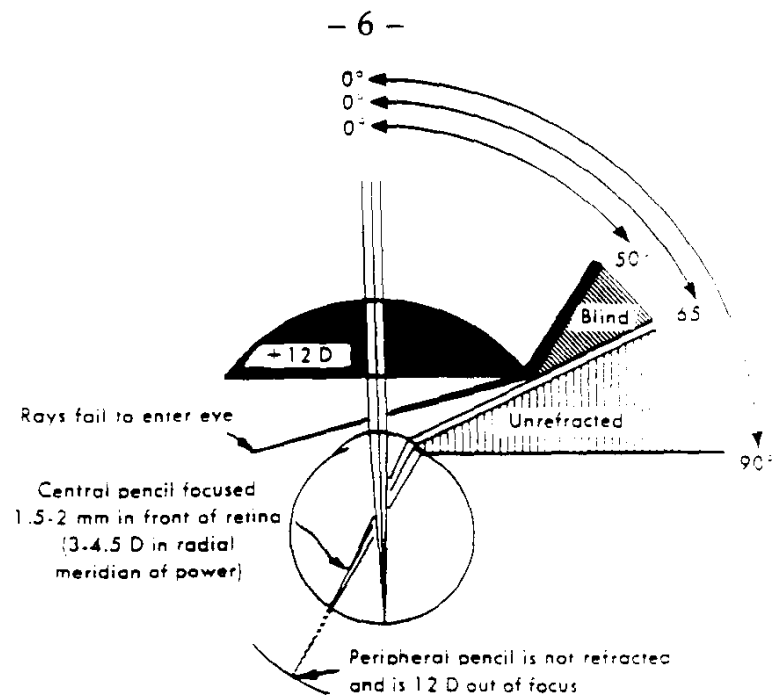 – 6 –
0°
0°
0°
50°
65
Blind
+12 D
Unrefracted
Rays fail to enter eye
90°
Central pencil focused
1.5-2 mm in front of retina
(3-4.5 D in radial
meridian of power)
Peripheral pencil is not refracted
and is 12 D out of focus